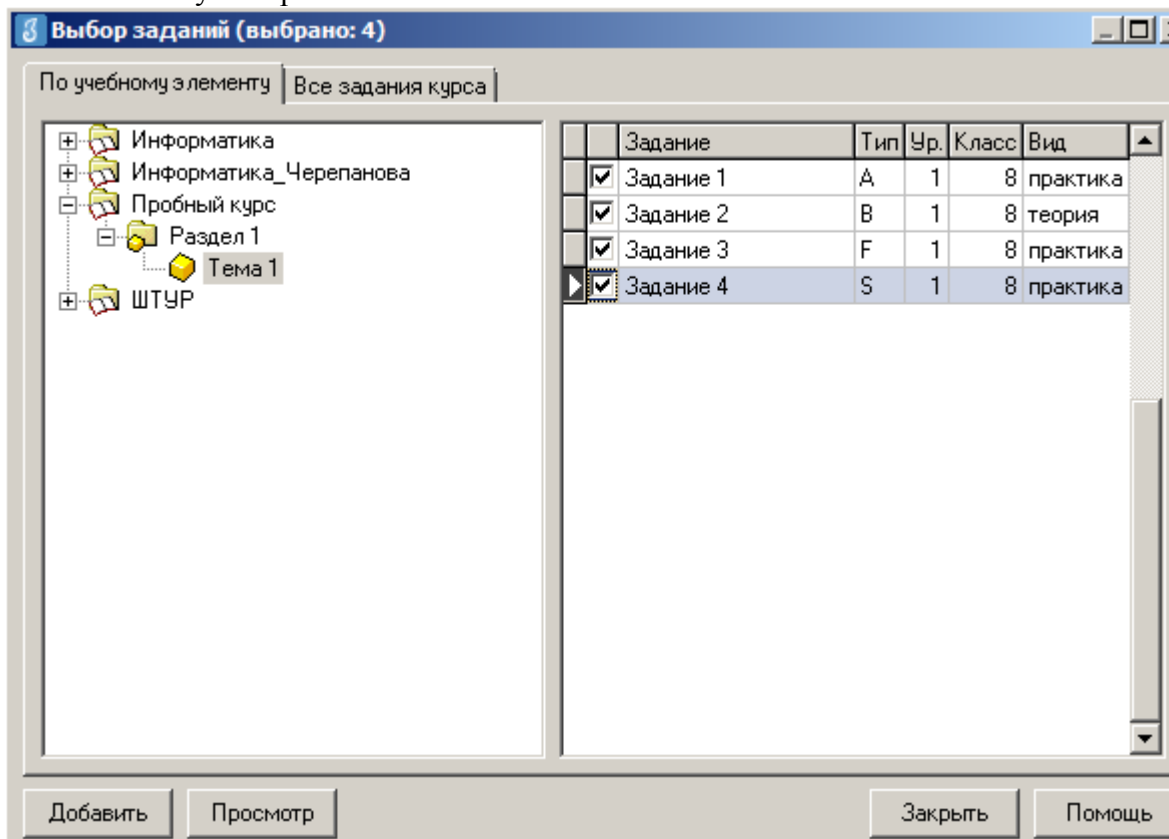 Выбор заданий (выбрано: 4)
По учебному элементу Все задания курса
Информатика
Информатика_Черепанова
Пробный курс
Раздел 1
Тема 1
ШТУР
Задание Тип Ур. Класс Вид
Задание 1 A 1 8 практика
Задание 2 B 1 8 теория
Задание 3 F 1 8 практика
Задание 4 S 1 8 практика
Добавить Просмотр Закрыть Помощь